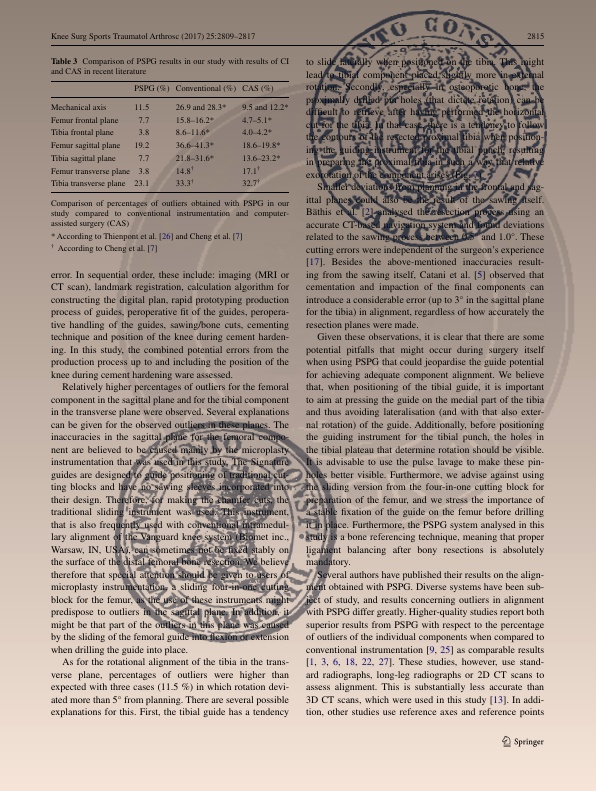 Knee Surg Sports Traumatol Arthrosc (2017) 25:2809–2817
2815
Table 3 Comparison of PSPG results in our study with results of CI
and CAS in recent literature
PSPG (%) Conventional (%) CAS (%)
Mechanical axis 11.5 26.9 and 28.3* 9.5 and 12.2*
Femur frontal plane 7.7 15.8–16.2* 4.7–5.1*
Tibia frontal plane 3.8 8.6–11.6* 4.0–4.2*
Femur sagittal plane 19.2 36.6–41.3* 18.6–19.8*
Tibia sagittal plane 7.7 21.8–31.6* 13.6–23.2*
Femur transverse plane 3.8 14.8† 17.1†
Tibia transverse plane 23.1 33.3† 32.7†
Comparison of percentages of outliers obtained with PSPG in our
study compared to conventional instrumentation and computer-
assisted surgery (CAS)
* According to Thienpont et al. [26] and Cheng et al. [7]
† According to Cheng et al. [7]
error. In sequential order, these include: imaging (MRI or
CT scan), landmark registration, calculation algorithm for
constructing the digital plan, rapid prototyping production
process of guides, peroperative fit of the guides, peropera-
tive handling of the guides, sawing/bone cuts, cementing
technique and position of the knee during cement harden-
ing. In this study, the combined potential errors from the
production process up to and including the position of the
knee during cement hardening ware assessed.
Relatively higher percentages of outliers for the femoral
component in the sagittal plane and for the tibial component
in the transverse plane were observed. Several explanations
can be given for the observed outliers in these planes. The
inaccuracies in the sagittal plane for the femoral compo-
nent are believed to be caused mainly by the microplasty
instrumentation that was used in this study. The Signature
guides are designed to guide positioning of traditional cut-
ting blocks and have no sawing sleeves incorporated into
their design. Therefore, for making the chamfer cuts, the
traditional sliding instrument was used. This instrument,
that is also frequently used with conventional intramedul-
lary alignment of the Vanguard knee system (Biomet inc.,
Warsaw, IN, USA), can sometimes not be fixed stably on
the surface of the distal femoral bone resection. We believe
therefore that special attention should be given to users of
microplasty instrumentation, a sliding four-in-one cutting
block for the femur, as the use of these instruments might
predispose to outliers in the sagittal plane. In addition, it
might be that part of the outliers in this plane was caused
by the sliding of the femoral guide into flexion or extension
when drilling the guide into place.
As for the rotational alignment of the tibia in the trans-
verse plane, percentages of outliers were higher than
expected with three cases (11.5 %) in which rotation devi-
ated more than 5° from planning. There are several possible
explanations for this. First, the tibial guide has a tendency
to slide laterally when positioned on the tibia. This might
lead to tibial component placed slightly more in external
rotation. Secondly, especially in osteoporotic bone, the
proximally drilled pin holes (that dictate rotation) can be
difficult to retrieve after having performed the horizontal
cut for the tibia. In that case, there is a tendency to follow
the contours of the resected proximal tibia when position-
ing the guiding instrument for the tibial punch, resulting
in preparing the proximal tibia in such a way that relative
exorotation of the component arises (Fig.
Smaller deviations from planning in the frontal and sag-
ittal planes could also be the result of the sawing itself.
Bäthis et al. [2] analysed the resection process using an
accurate CT-based navigation system and found deviations
related to the sawing process between 0.5° and 1.0°. These
cutting errors were independent of the surgeon's experience
[17]. Besides the above-mentioned inaccuracies result-
ing from the sawing itself, Catani et al. [5] observed that
cementation and impaction of the final components can
introduce a considerable error (up to 3° in the sagittal plane
for the tibia) in alignment, regardless of how accurately the
resection planes were made.
Given these observations, it is clear that there are some
potential pitfalls that might occur during surgery itself
when using PSPG that could jeopardise the guide potential
for achieving adequate component alignment. We believe
that, when positioning of the tibial guide, it is important
to aim at pressing the guide on the medial part of the tibia
and thus avoiding lateralisation (and with that also exter-
nal rotation) of the guide. Additionally, before positioning
the guiding instrument for the tibial punch, the holes in
the tibial plateau that determine rotation should be visible.
It is advisable to use the pulse lavage to make these pin-
holes better visible. Furthermore, we advise against using
the sliding version from the four-in-one cutting block for
preparation of the femur, and we stress the importance of
a stable fixation of the guide on the femur before drilling
it in place. Furthermore, the PSPG system analysed in this
study is a bone referencing technique, meaning that proper
ligament balancing after bony resections is absolutely
mandatory.
Several authors have published their results on the align-
ment obtained with PSPG. Diverse systems have been sub-
ject of study, and results concerning outliers in alignment
with PSPG differ greatly. Higher-quality studies report both
superior results from PSPG with respect to the percentage
of outliers of the individual components when compared to
conventional instrumentation [9, 25] as comparable results
[1, 3, 6, 18, 22, 27]. These studies, however, use stand-
ard radiographs, long-leg radiographs or 2D CT scans to
assess alignment. This is substantially less accurate than
3D CT scans, which were used in this study [13]. In addi-
tion, other studies use reference axes and reference points
Springer